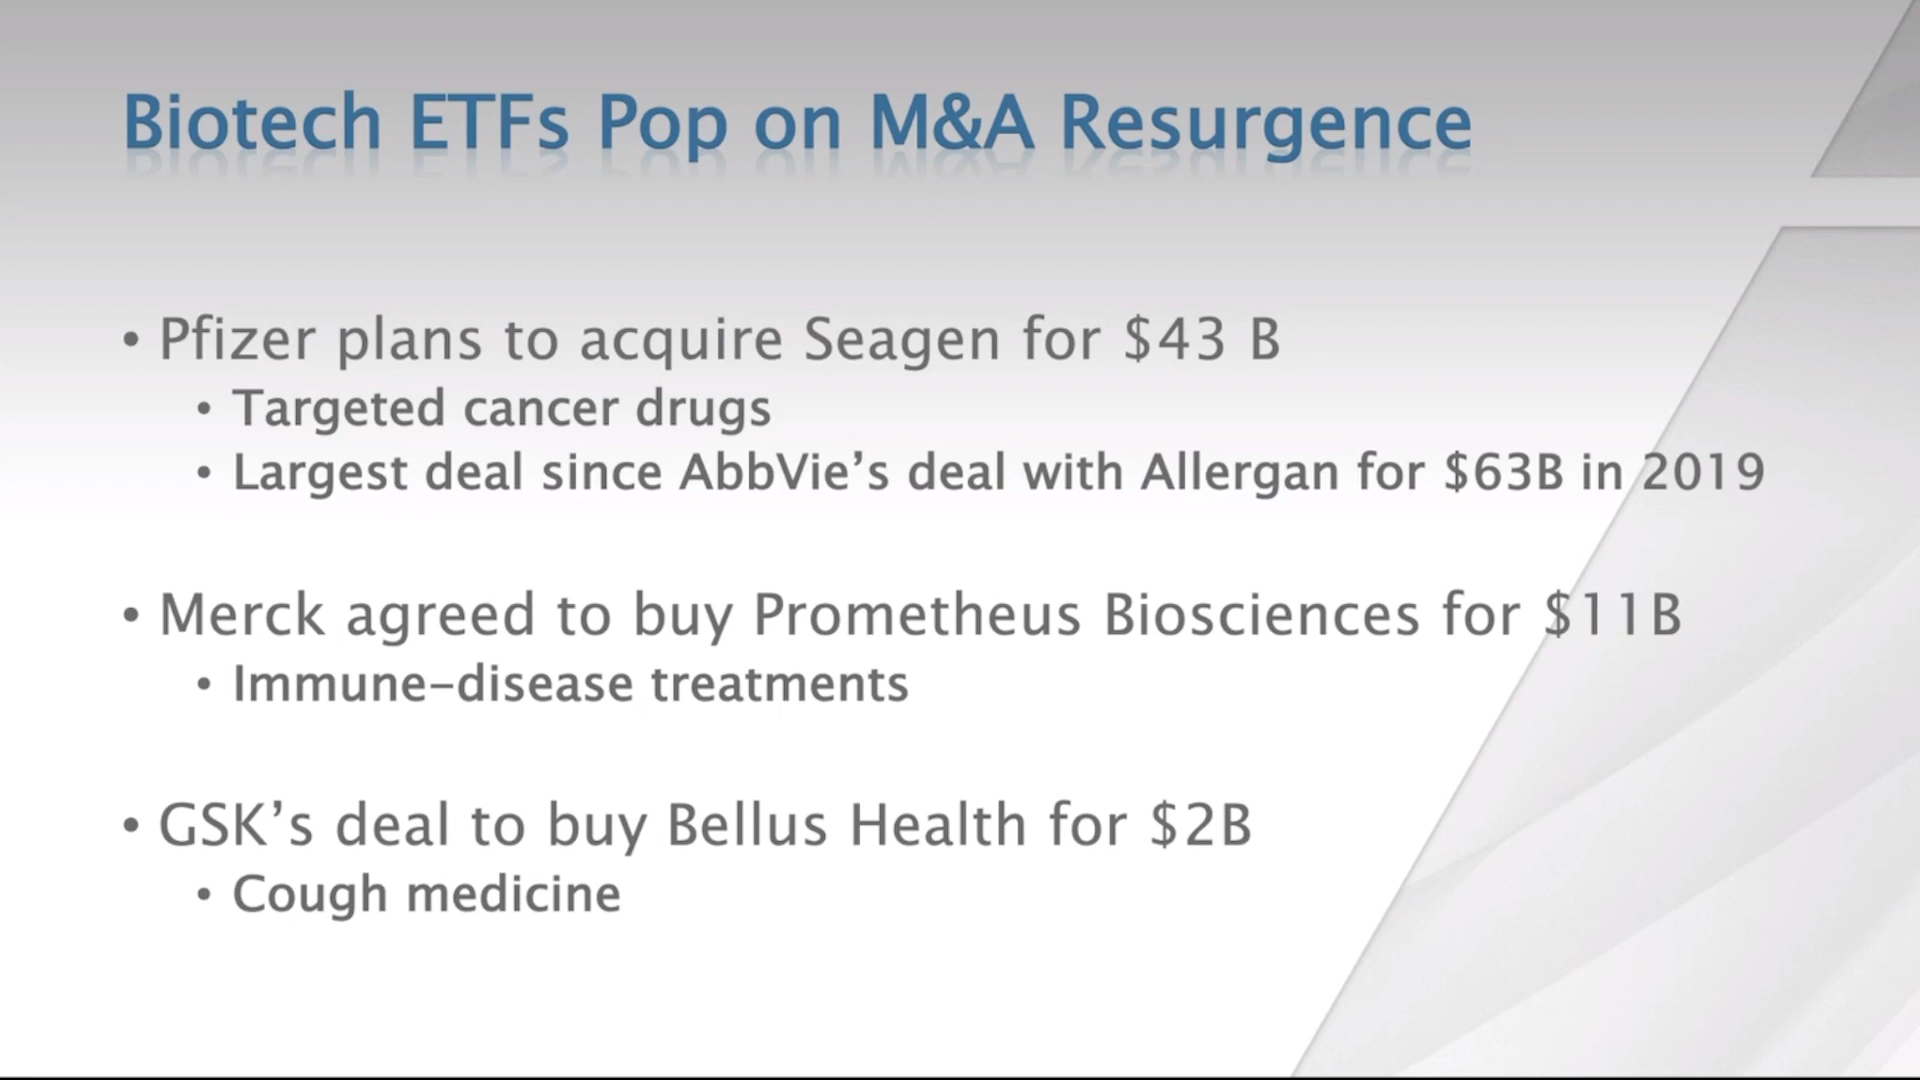 Biotech ETFs Pop on M&A Resurgence
• Pfizer plans to acquire Seagen for $43 B
• Targeted cancer drugs
• Largest deal since AbbVie’s deal with Allergan for $63B in 2019
• Merck agreed to buy Prometheus Biosciences for $11B
• Immune–disease treatments
• GSK’s deal to buy Bellus Health for $2B
• Cough medicine